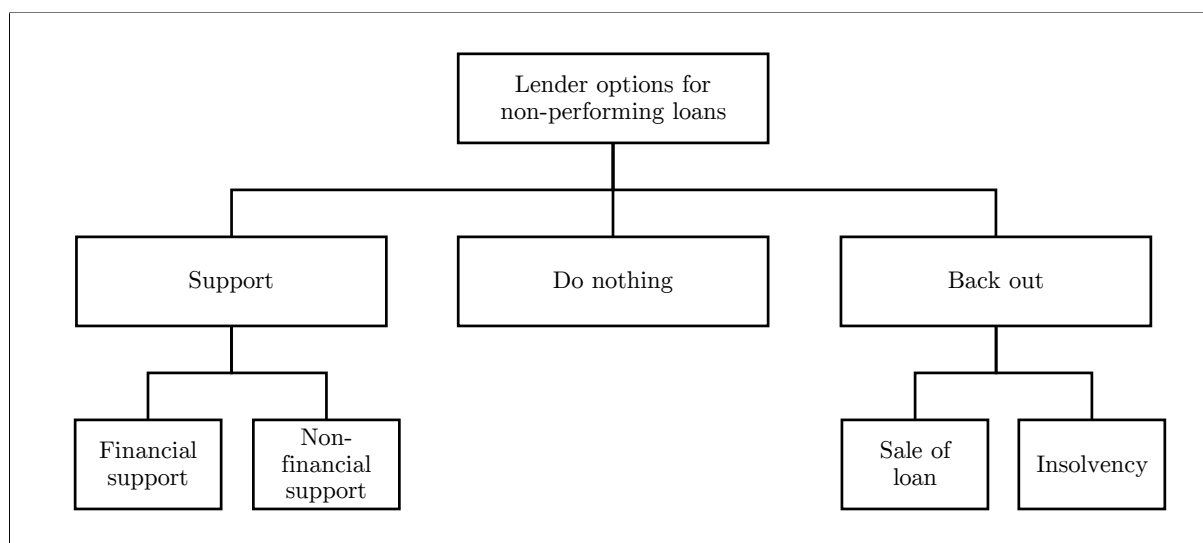 Lender options for
non-performing loans
Support
Do nothing
Back out
Financial
support
Non-
financial
support
Sale of
loan
Insolvency